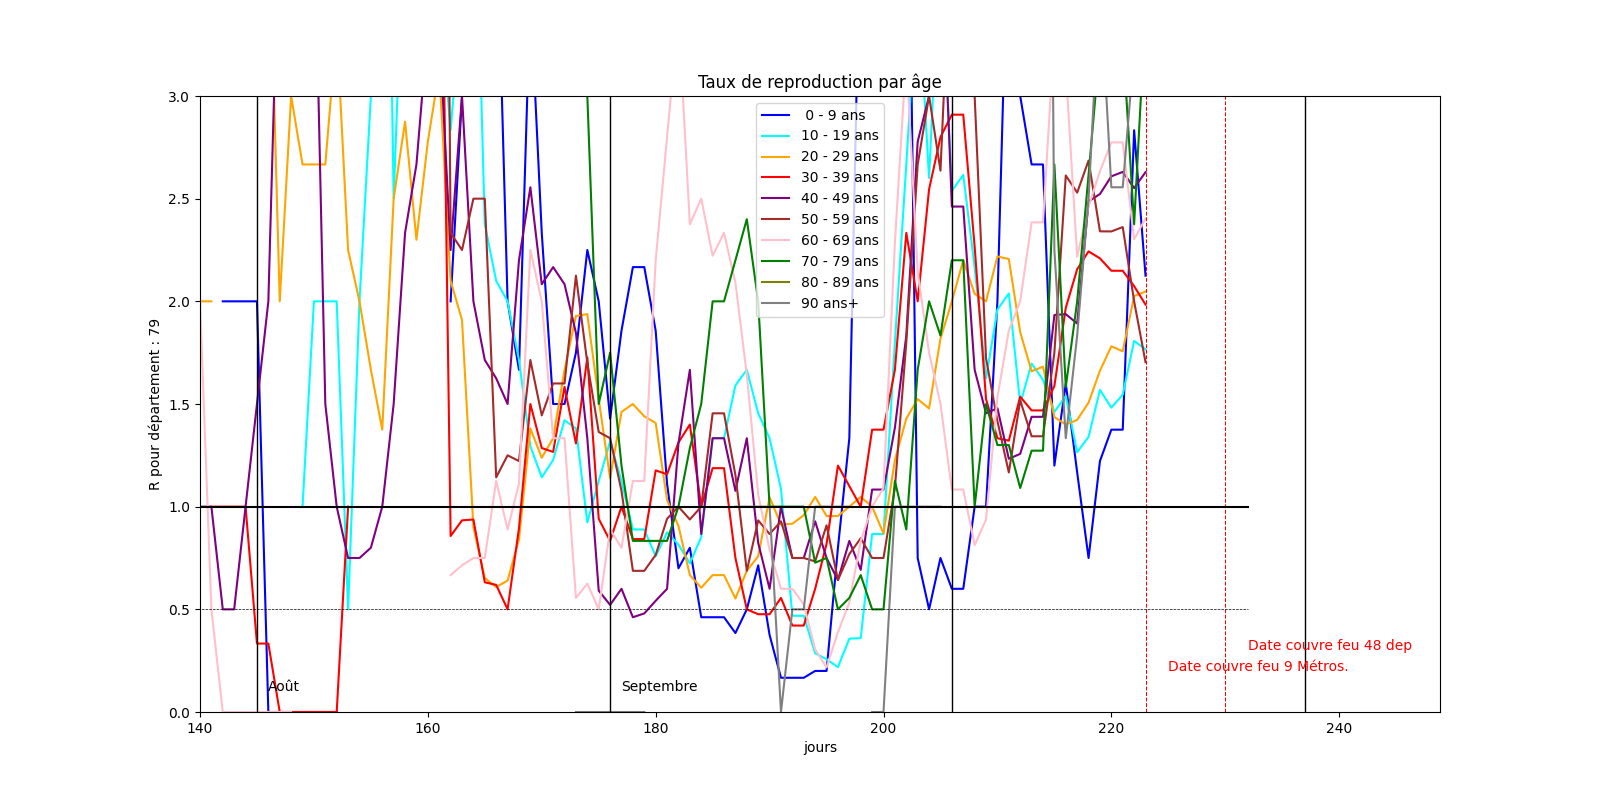 Taux de reproduction par âge
R pour département : 79
3.0
2.5
2.0
1.5
1.0
0.5
0.0
0 - 9 ans
10 - 19 ans
20 - 29 ans
30 - 39 ans
40 - 49 ans
50 - 59 ans
60 - 69 ans
70 - 79 ans
80 - 89 ans
90 ans+
Date couvre feu 48 dep
Date couvre feu 9 Métros.
Août
Septembre
140
160
180
200
220
240
jours